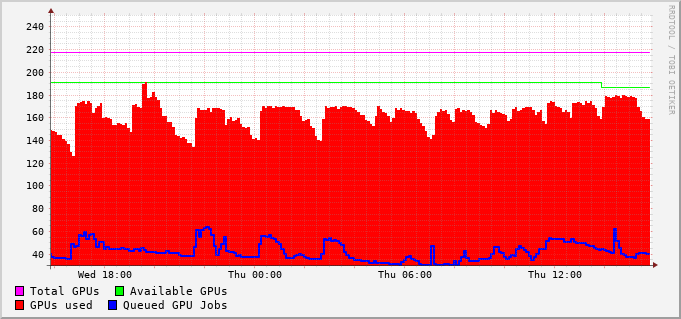 240
220
200
180
160
140
120
100
80
60
40
Wed 18:00 Thu 00:00 Thu 06:00 Thu 12:00
Total GPUs Available GPUs
GPUs used Queued GPU Jobs
RRDTOOL / TOBI OETIKER